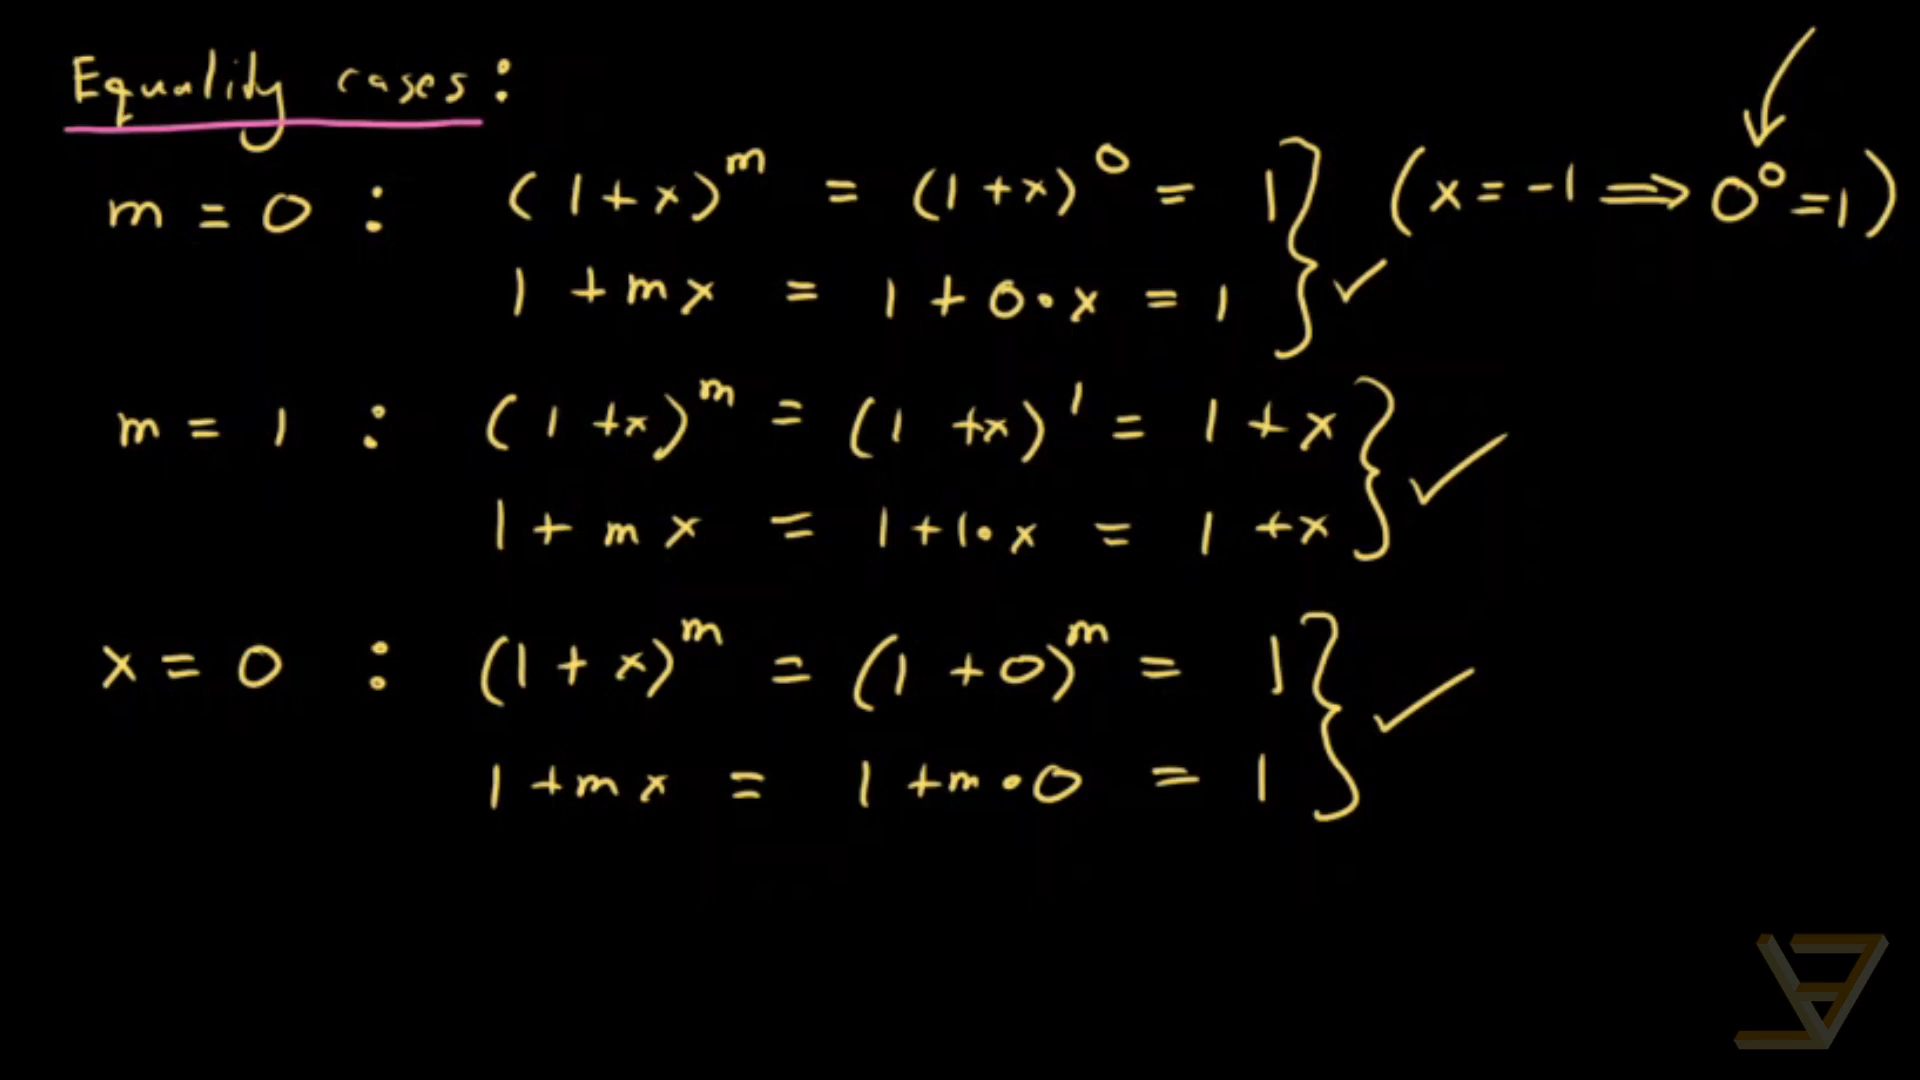 Equality cases:
m = 0 : (1+x)^m = (1+x)^0 = 1 } ✓ (x = -1 ⟹ 0^0 = 1)
1 + mx = 1 + 0·x = 1
m = 1 : (1+x)^m = (1+x)^1 = 1+x } ✓
1 + mx = 1+1·x = 1+x
x = 0 : (1+x)^m = (1+0)^m = 1 } ✓
1 + mx = 1 + m·0 = 1